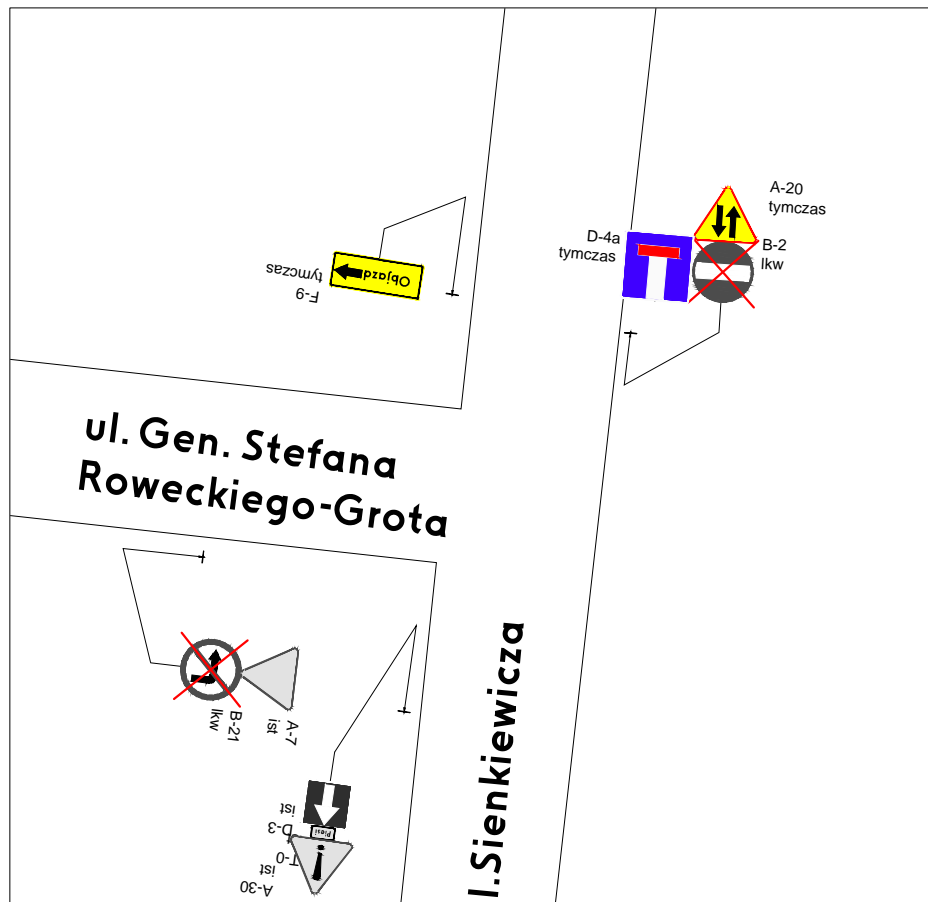 A-20
tymczas
D-4a
tymczas
B-2
lkw
Objazd
F-9
tymczas
ul. Gen. Stefana
Roweckiego-Grota
l.Sienkiewicza
B-21
lkw
A-7
ist
D-3
ist
Piesi
T-0
A-30
ist